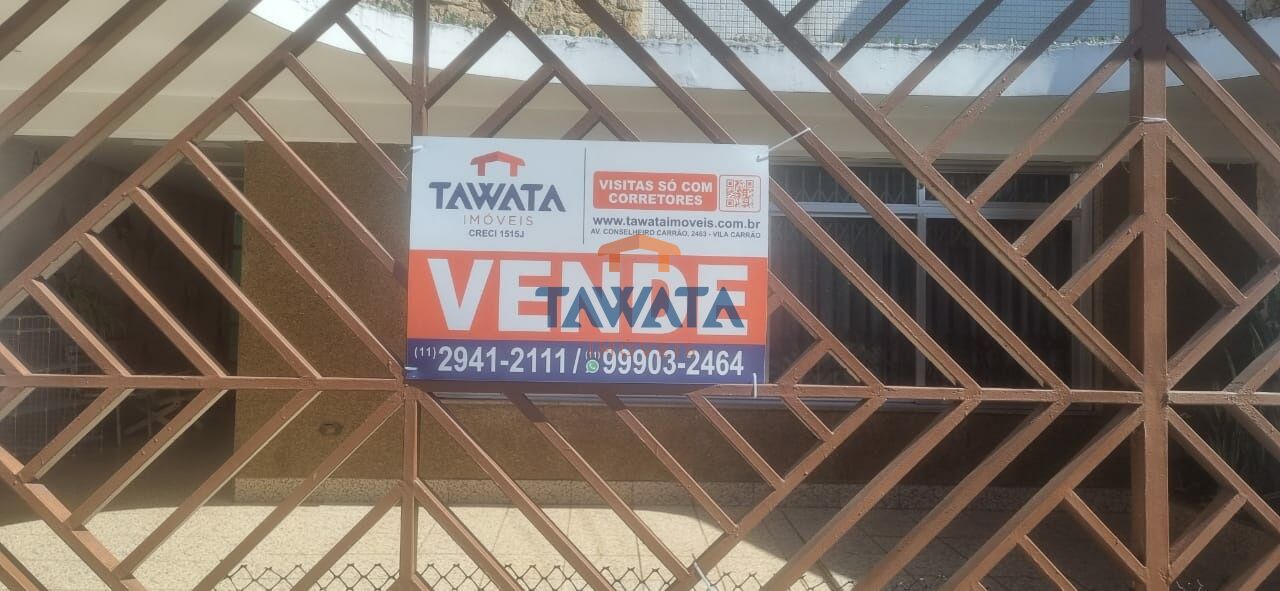 TAWATA
IMÓVEIS
CRECI 1515J
VISITAS SÓ COM
CORRETORES
www.tawataimoveis.com.br
AV. CONSELHEIRO CARRÃO, 2463 - VILA CARRÃO
VENDE
TAWATA
(11) 2941-2111 / (11) 99903-2464